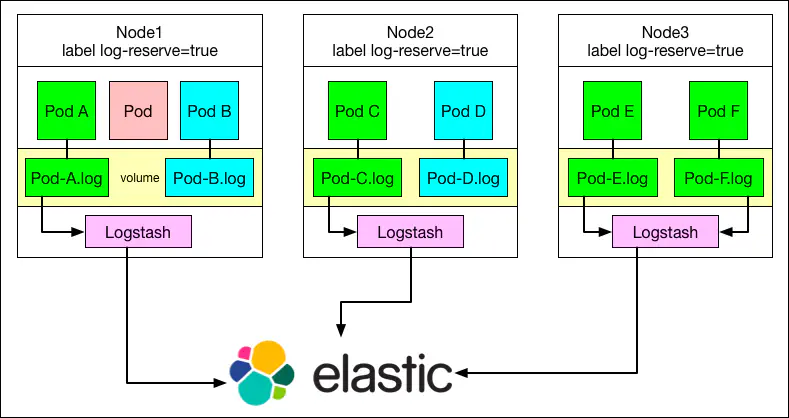 Node1
label log-reserve=true
Node2
label log-reserve=true
Node3
label log-reserve=true
Pod A
Pod
Pod B
Pod C
Pod D
Pod E
Pod F
Pod-A.log
volume
Pod-B.log
Pod-C.log
Pod-D.log
Pod-E.log
Pod-F.log
Logstash
Logstash
Logstash
elastic